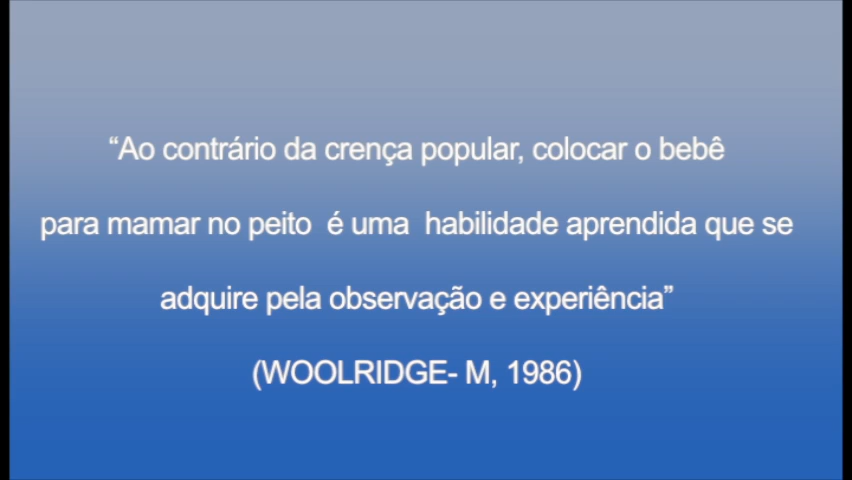 “Ao contrário da crença popular, colocar o bebê
para mamar no peito é uma habilidade aprendida que se
adquire pela observação e experiência”
(WOOLRIDGE- M, 1986)